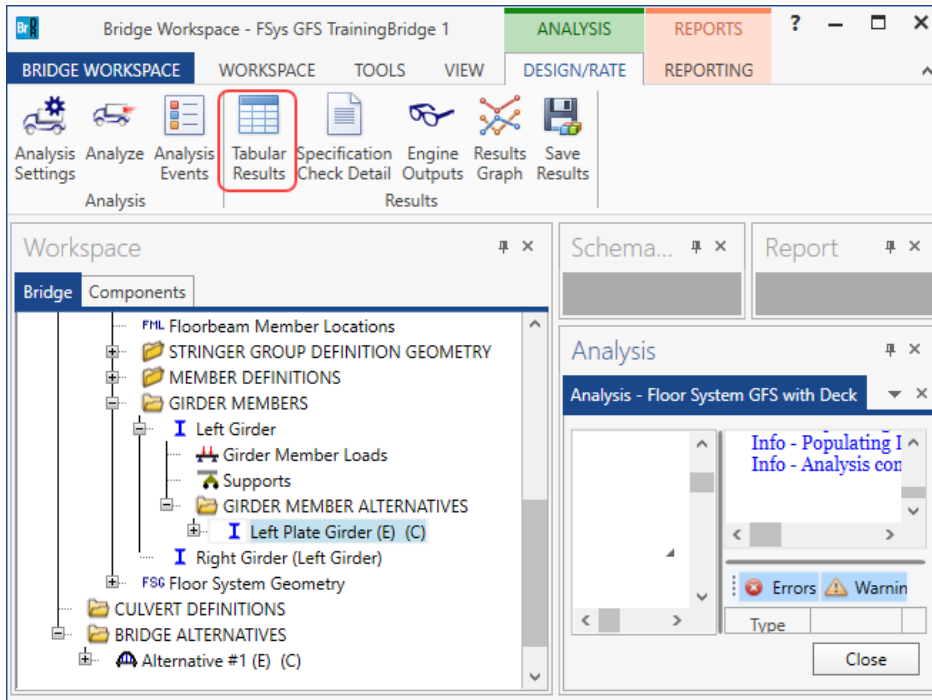 BrDR Bridge Workspace - FSys GFS TrainingBridge 1 ANALYSIS REPORTS ?
BRIDGE WORKSPACE WORKSPACE TOOLS VIEW DESIGN/RATE REPORTING
Analysis Settings
Analyze
Analysis Events
Tabular Results
Specification Check Detail
Engine Outputs
Results Graph
Save Results
Analysis Results
Workspace
Bridge Components
FML Floorbeam Member Locations
STRINGER GROUP DEFINITION GEOMETRY
MEMBER DEFINITIONS
GIRDER MEMBERS
Left Girder
Girder Member Loads
Supports
GIRDER MEMBER ALTERNATIVES
Left Plate Girder (E) (C)
Right Girder (Left Girder)
FSG Floor System Geometry
CULVERT DEFINITIONS
BRIDGE ALTERNATIVES
Alternative #1 (E) (C)
Schema...
Report
Analysis
Analysis - Floor System GFS with Deck
Info - Populating
Info - Analysis con
Errors Warnin
Type
Close